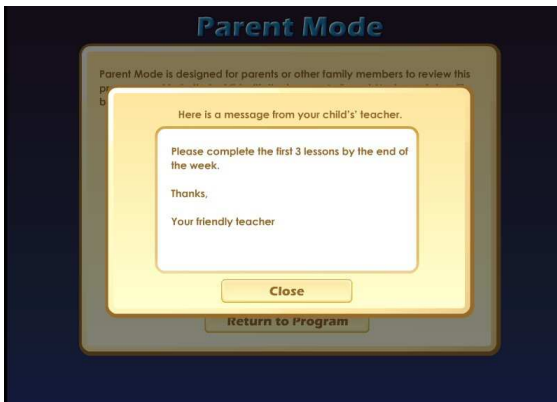 Parent Mode
Parent Mode is designed for parents or other family members to review this
Here is a message from your child's' teacher.
Please complete the first 3 lessons by the end of
the week.
Thanks,
Your friendly teacher
Close
Return to Program